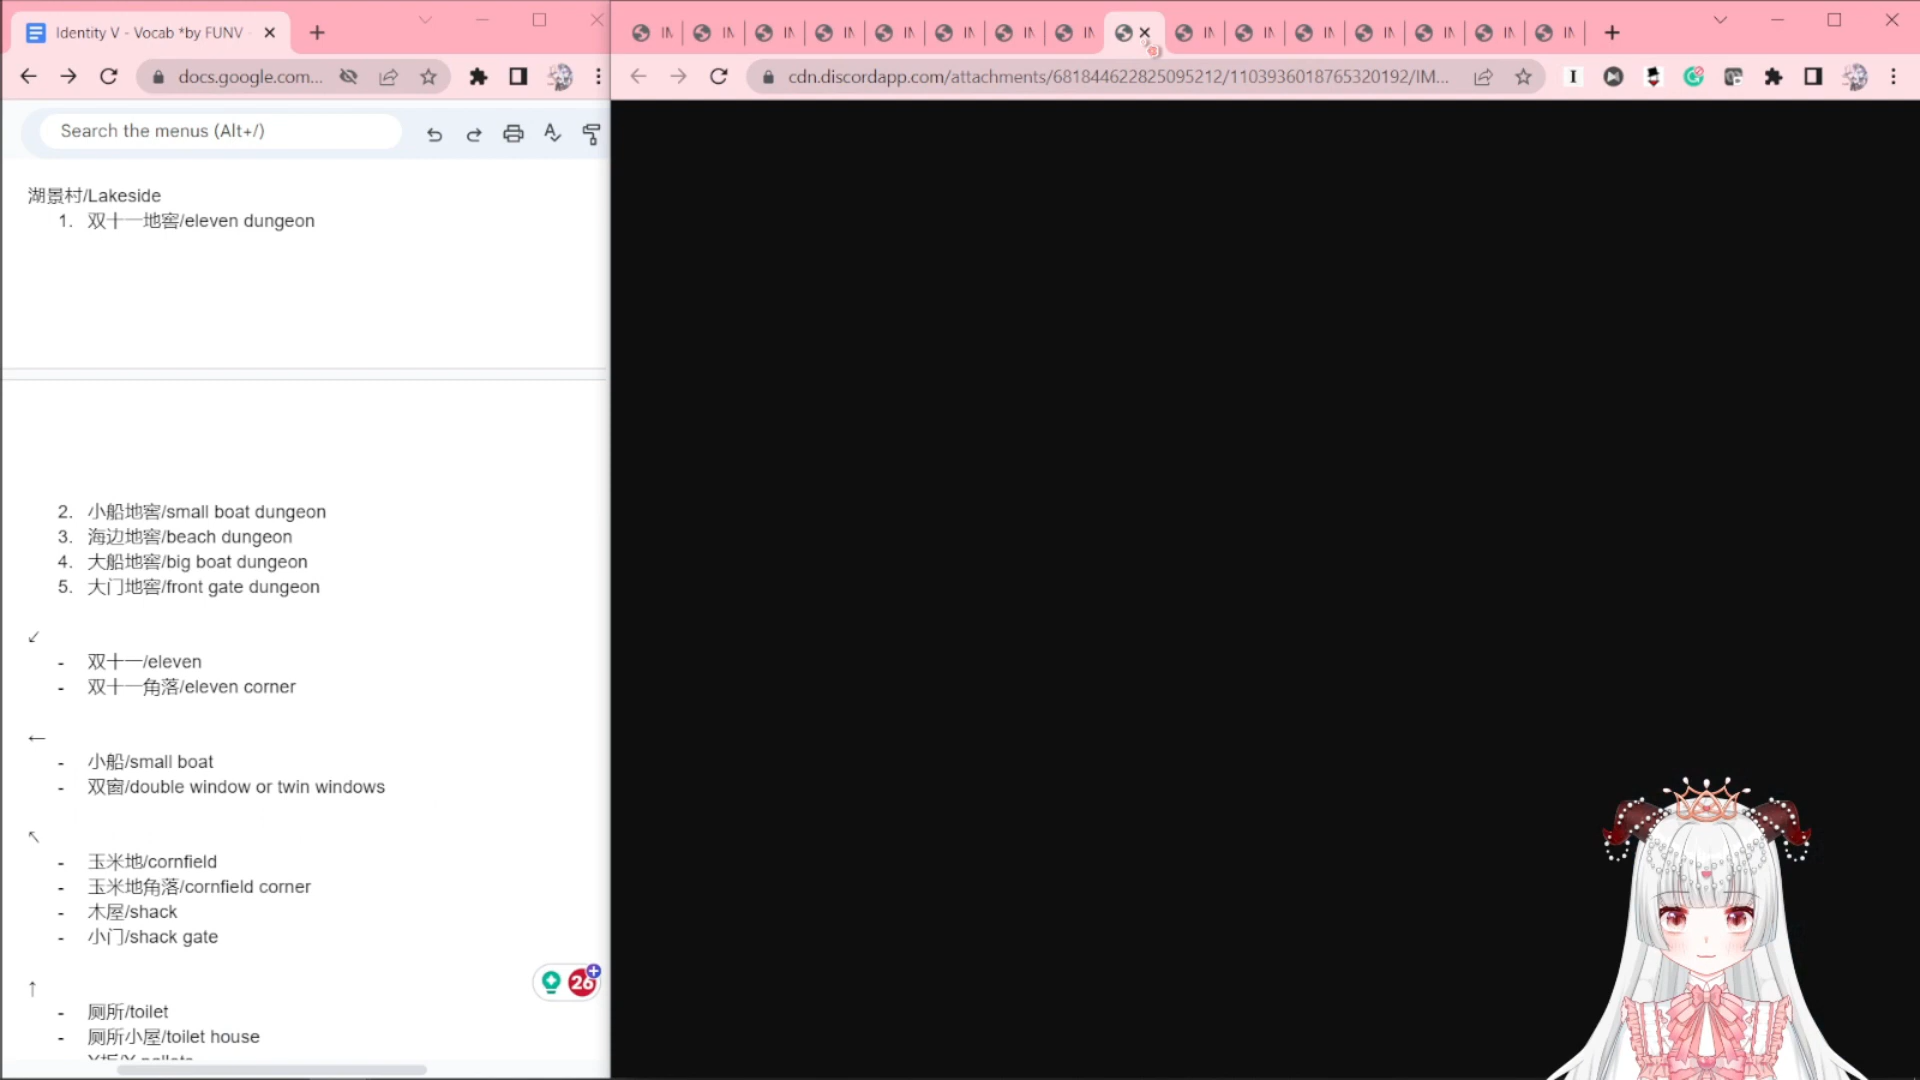 Identity V - Vocab *by FUNV
docs.google.com...
cdn.discordapp.com/attachments/681844622825095212/1103936018765320192/IM...
Search the menus (Alt+/)
湖景村/Lakeside
1. 双十一地窖/eleven dungeon
2. 小船地窖/small boat dungeon
3. 海边地窖/beach dungeon
4. 大船地窖/big boat dungeon
5. 大门地窖/front gate dungeon
↙
- 双十一/eleven
- 双十一角落/eleven corner
←
- 小船/small boat
- 双窗/double window or twin windows
↖
- 玉米地/cornfield
- 玉米地角落/cornfield corner
- 木屋/shack
- 小门/shack gate
↑
- 厕所/toilet
- 厕所小屋/toilet house
26